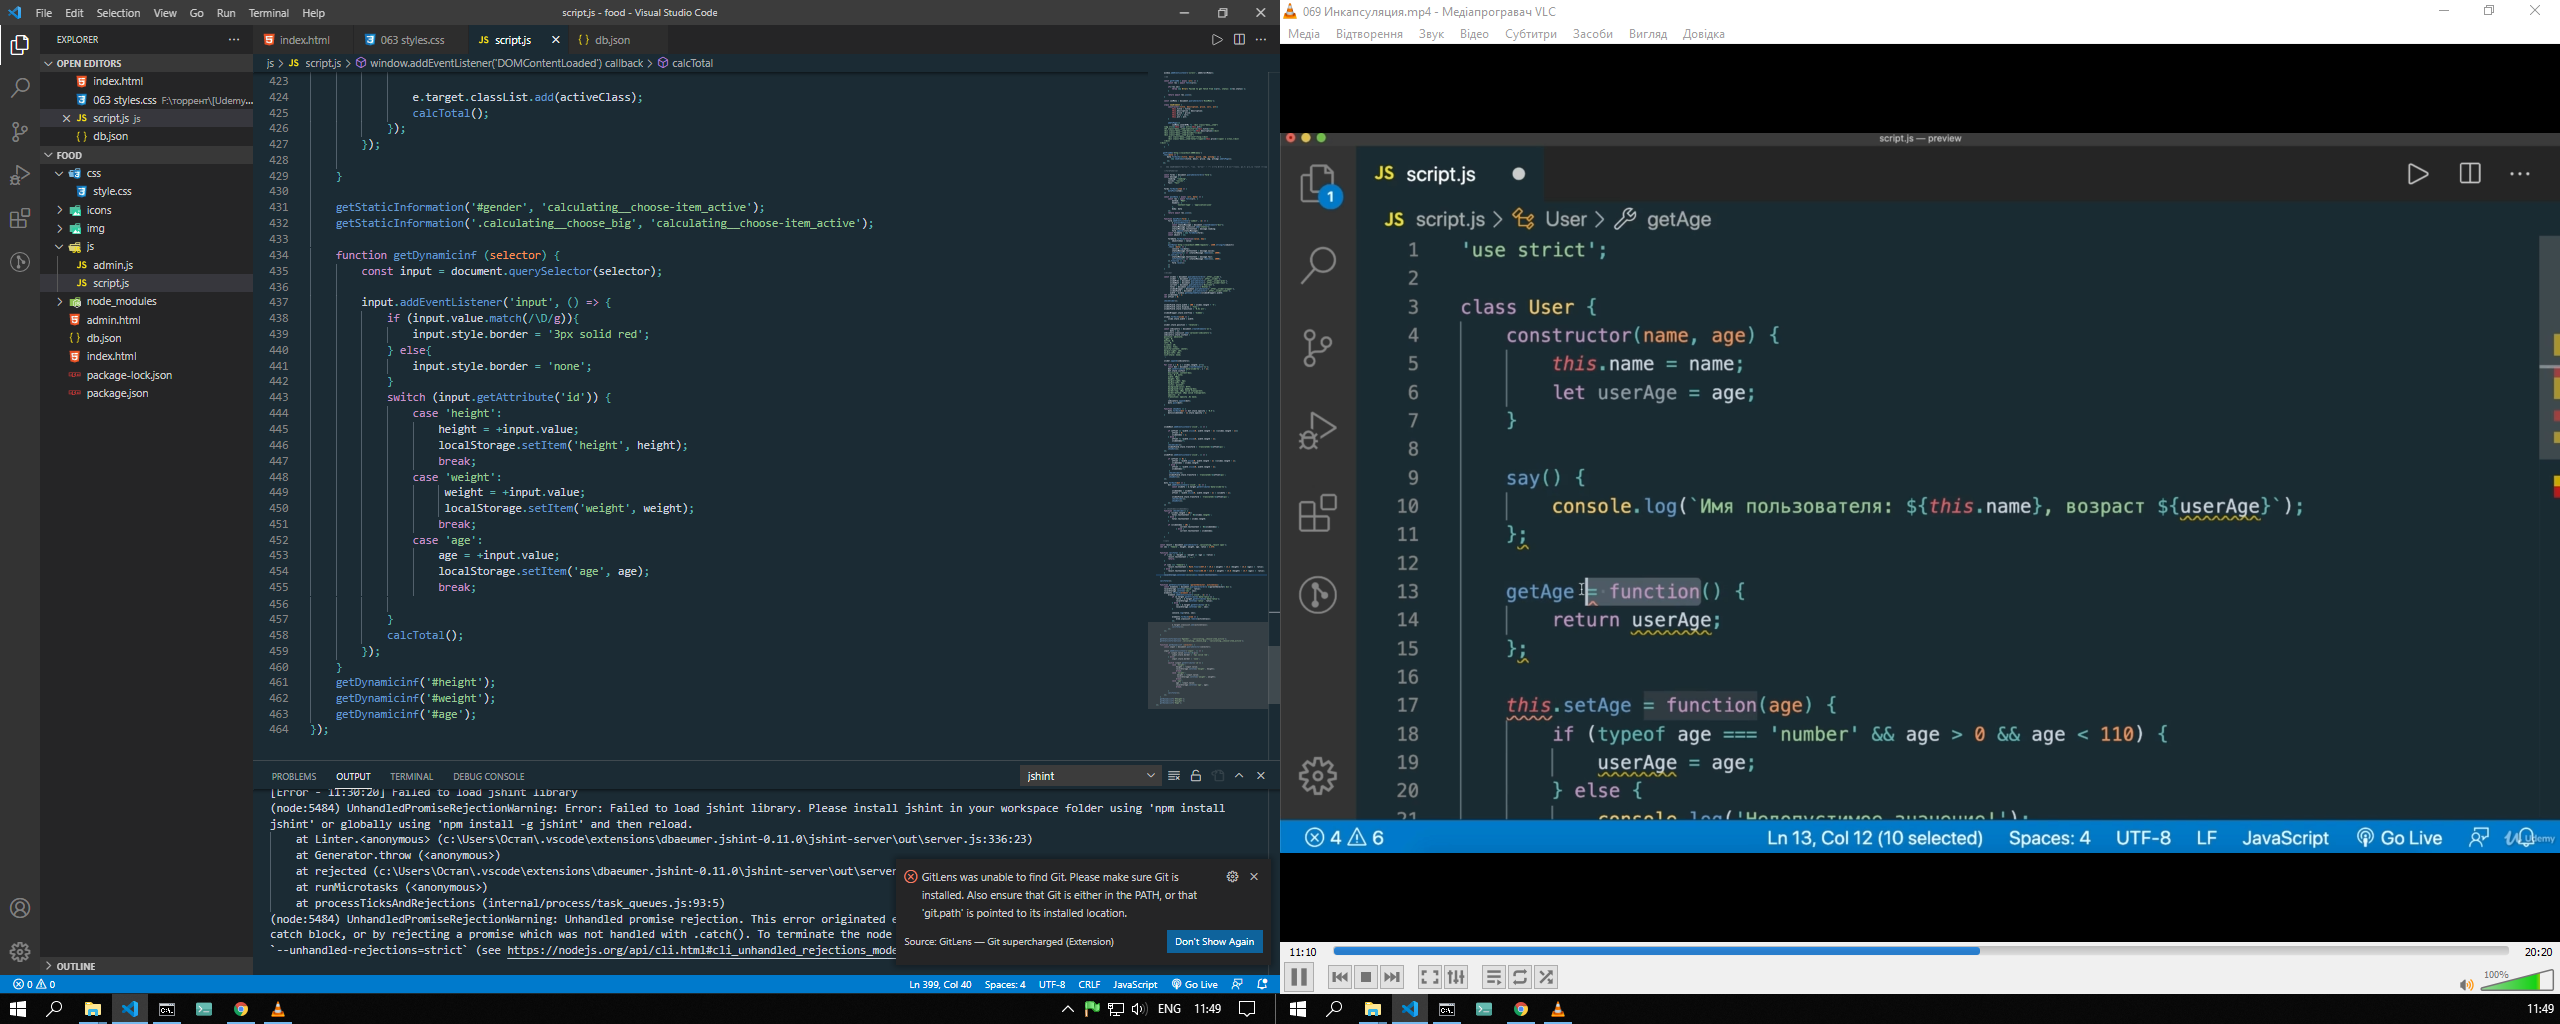 File Edit Selection View Go Run Terminal Help
script.js - food - Visual Studio Code
EXPLORER
OPEN EDITORS
index.html
063 styles.css F:\торрент\[Udemy...
script.js js
db.json
FOOD
css
style.css
icons
img
js
admin.js
script.js
node_modules
admin.html
db.json
index.html
package-lock.json
package.json
OUTLINE
index.html 063 styles.css script.js db.json
js > script.js > window.addEventListener('DOMContentLoaded') callback > calcTotal
423
424 e.target.classList.add(activeClass);
425 calcTotal();
426 });
427 });
428
429 }
430
431 getStaticInformation('#gender', 'calculating__choose-item_active');
432 getStaticInformation('.calculating__choose_big', 'calculating__choose-item_active');
433
434 function getDynamicinf (selector) {
435 const input = document.querySelector(selector);
436
437 input.addEventListener('input', () => {
438 if (input.value.match(/\D/g)){
439 input.style.border = '3px solid red';
440 } else{
441 input.style.border = 'none';
442 }
443 switch (input.getAttribute('id')) {
444 case 'height':
445 height = +input.value;
446 localStorage.setItem('height', height);
447 break;
448 case 'weight':
449 weight = +input.value;
450 localStorage.setItem('weight', weight);
451 break;
452 case 'age':
453 age = +input.value;
454 localStorage.setItem('age', age);
455 break;
456
457 }
458 calcTotal();
459 });
460 }
461 getDynamicinf('#height');
462 getDynamicinf('#weight');
463 getDynamicinf('#age');
464 });
PROBLEMS OUTPUT TERMINAL DEBUG CONSOLE
jshint
[Error - 11:30:20] Failed to load jshint library
(node:5484) UnhandledPromiseRejectionWarning: Error: Failed to load jshint library. Please install jshint in your workspace folder using 'npm install
jshint' or globally using 'npm install -g jshint' and then reload.
at Linter.<anonymous> (c:\Users\Остап\.vscode\extensions\dbaeumer.jshint-0.11.0\jshint-server\out\server.js:336:23)
at Generator.throw (<anonymous>)
at rejected (c:\Users\Остап\.vscode\extensions\dbaeumer.jshint-0.11.0\jshint-server\out\server
at runMicrotasks (<anonymous>)
at processTicksAndRejections (internal/process/task_queues.js:93:5)
(node:5484) UnhandledPromiseRejectionWarning: Unhandled promise rejection. This error originated e
catch block, or by rejecting a promise which was not handled with .catch(). To terminate the node
`--unhandled-rejections=strict` (see https://nodejs.org/api/cli.html#cli_unhandled_rejections_mode
GitLens was unable to find Git. Please make sure Git is
installed. Also ensure that Git is either in the PATH, or that
'git.path' is pointed to its installed location.
Source: GitLens — Git supercharged (Extension)
Don't Show Again
0 0
Ln 399, Col 40 Spaces: 4 UTF-8 CRLF JavaScript Go Live
ENG 11:49
069 Инкапсуляция.mp4 - Медіапрогравач VLC
Медіа Відтворення Звук Відео Субтитри Засоби Вигляд Довідка
script.js — preview
1
JS script.js
JS script.js > User > getAge
1 'use strict';
2
3 class User {
4 constructor(name, age) {
5 this.name = name;
6 let userAge = age;
7 }
8
9 say() {
10 console.log(`Имя пользователя: ${this.name}, возраст ${userAge}`);
11 };
12
13 getAge = function() {
14 return userAge;
15 };
16
17 this.setAge = function(age) {
18 if (typeof age === 'number' && age > 0 && age < 110) {
19 userAge = age;
20 } else {
21 console.log('Недопустимое значение!');
4 6
Ln 13, Col 12 (10 selected) Spaces: 4 UTF-8 LF JavaScript Go Live
Udemy
11:10
20:20
100%
11:49